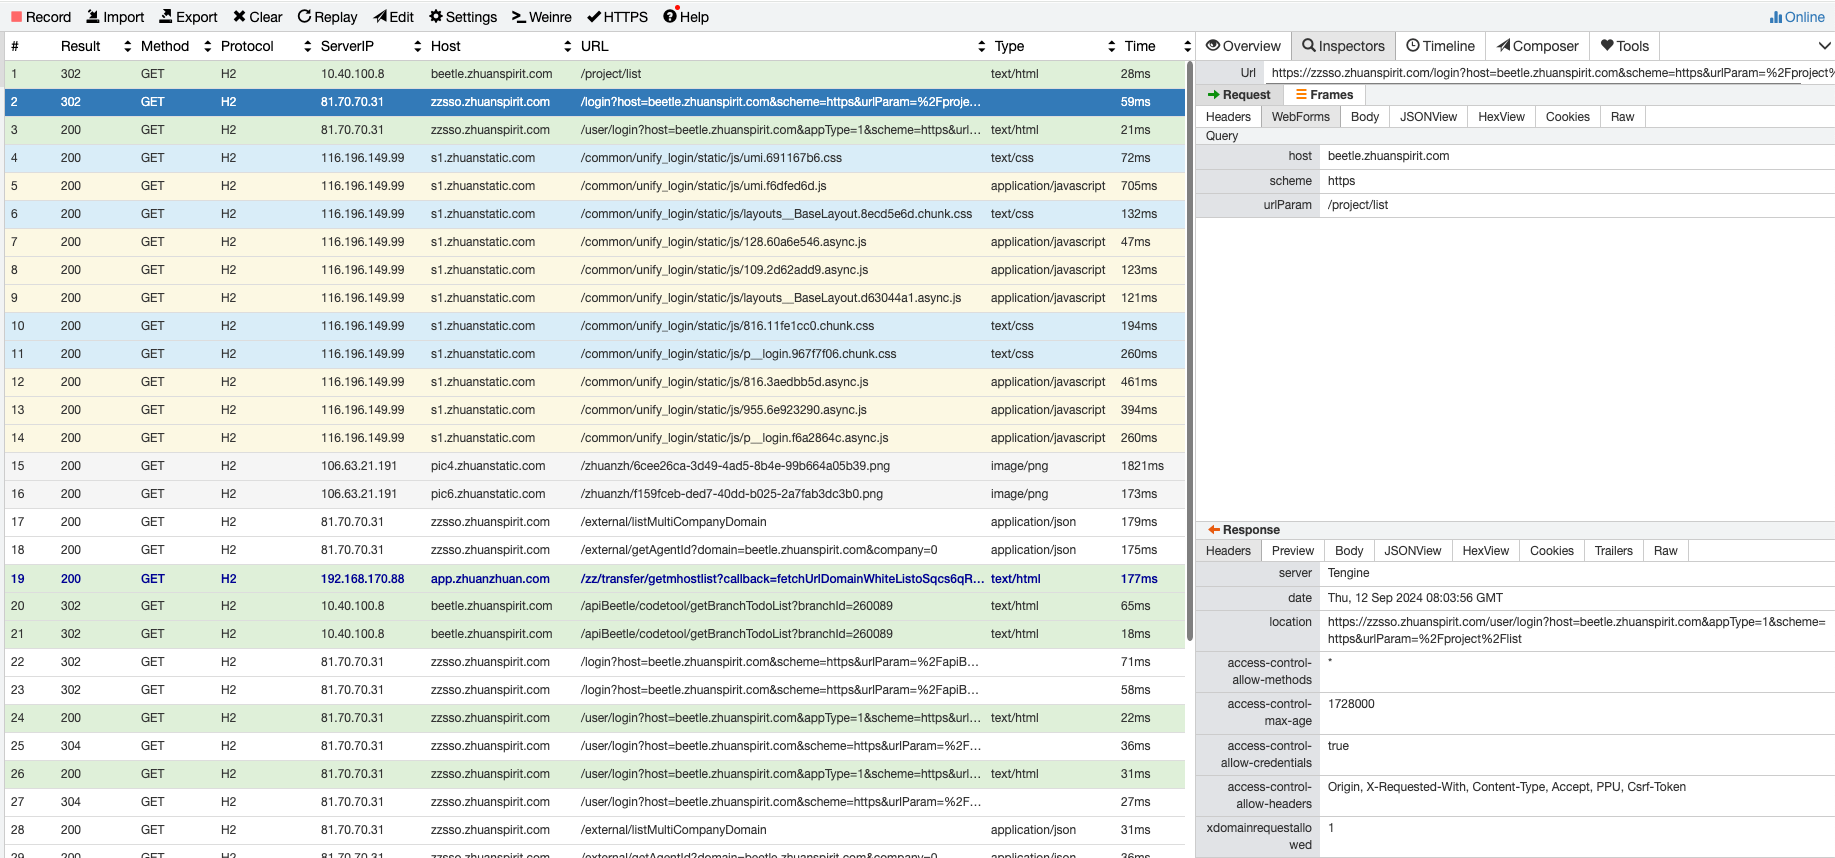 Record Import Export Clear Replay Edit Settings Weinre HTTPS Help Online
# Result Method Protocol ServerIP Host URL Type Time
1 302 GET H2 10.40.100.8 beetle.zhuanspirit.com /project/list text/html 28ms
2 302 GET H2 81.70.70.31 zzsso.zhuanspirit.com /login?host=beetle.zhuanspirit.com&scheme=https&urlParam=%2Fproje... 59ms
3 200 GET H2 81.70.70.31 zzsso.zhuanspirit.com /user/login?host=beetle.zhuanspirit.com&appType=1&scheme=https&url... text/html 21ms
4 200 GET H2 116.196.149.99 s1.zhuanstatic.com /common/unify_login/static/js/umi.691167b6.css text/css 72ms
5 200 GET H2 116.196.149.99 s1.zhuanstatic.com /common/unify_login/static/js/umi.f6dfed6d.js application/javascript 705ms
6 200 GET H2 116.196.149.99 s1.zhuanstatic.com /common/unify_login/static/js/layouts__BaseLayout.8ecd5e6d.chunk.css text/css 132ms
7 200 GET H2 116.196.149.99 s1.zhuanstatic.com /common/unify_login/static/js/128.60a6e546.async.js application/javascript 47ms
8 200 GET H2 116.196.149.99 s1.zhuanstatic.com /common/unify_login/static/js/109.2d62add9.async.js application/javascript 123ms
9 200 GET H2 116.196.149.99 s1.zhuanstatic.com /common/unify_login/static/js/layouts__BaseLayout.d63044a1.async.js application/javascript 121ms
10 200 GET H2 116.196.149.99 s1.zhuanstatic.com /common/unify_login/static/js/816.11fe1cc0.chunk.css text/css 194ms
11 200 GET H2 116.196.149.99 s1.zhuanstatic.com /common/unify_login/static/js/p__login.967f7f06.chunk.css text/css 260ms
12 200 GET H2 116.196.149.99 s1.zhuanstatic.com /common/unify_login/static/js/816.3aedbb5d.async.js application/javascript 461ms
13 200 GET H2 116.196.149.99 s1.zhuanstatic.com /common/unify_login/static/js/955.6e923290.async.js application/javascript 394ms
14 200 GET H2 116.196.149.99 s1.zhuanstatic.com /common/unify_login/static/js/p__login.f6a2864c.async.js application/javascript 260ms
15 200 GET H2 106.63.21.191 pic4.zhuanstatic.com /zhuanzh/6cee26ca-3d49-4ad5-8b4e-99b664a05b39.png image/png 1821ms
16 200 GET H2 106.63.21.191 pic6.zhuanstatic.com /zhuanzh/f159fceb-ded7-40dd-b025-2a7fab3dc3b0.png image/png 173ms
17 200 GET H2 81.70.70.31 zzsso.zhuanspirit.com /external/listMultiCompanyDomain application/json 179ms
18 200 GET H2 81.70.70.31 zzsso.zhuanspirit.com /external/getAgentId?domain=beetle.zhuanspirit.com&company=0 application/json 175ms
19 200 GET H2 192.168.170.88 app.zhuanzhuan.com /zz/transfer/getmhostlist?callback=fetchUrlDomainWhiteListoSqcs6qR... text/html 177ms
20 302 GET H2 10.40.100.8 beetle.zhuanspirit.com /apiBeetle/codetool/getBranchTodoList?branchId=260089 text/html 65ms
21 302 GET H2 10.40.100.8 beetle.zhuanspirit.com /apiBeetle/codetool/getBranchTodoList?branchId=260089 text/html 18ms
22 302 GET H2 81.70.70.31 zzsso.zhuanspirit.com /login?host=beetle.zhuanspirit.com&scheme=https&urlParam=%2FapiB... 71ms
23 302 GET H2 81.70.70.31 zzsso.zhuanspirit.com /login?host=beetle.zhuanspirit.com&scheme=https&urlParam=%2FapiB... 58ms
24 200 GET H2 81.70.70.31 zzsso.zhuanspirit.com /user/login?host=beetle.zhuanspirit.com&appType=1&scheme=https&url... text/html 22ms
25 304 GET H2 81.70.70.31 zzsso.zhuanspirit.com /user/login?host=beetle.zhuanspirit.com&scheme=https&urlParam=%2F... 36ms
26 200 GET H2 81.70.70.31 zzsso.zhuanspirit.com /user/login?host=beetle.zhuanspirit.com&appType=1&scheme=https&url... text/html 31ms
27 304 GET H2 81.70.70.31 zzsso.zhuanspirit.com /user/login?host=beetle.zhuanspirit.com&scheme=https&urlParam=%2F... 27ms
28 200 GET H2 81.70.70.31 zzsso.zhuanspirit.com /external/listMultiCompanyDomain application/json 31ms
29 200 GET H2 81.70.70.31 zzsso.zhuanspirit.com /external/getAgentId?domain=beetle.zhuanspirit.com&company=0 application/json 36ms
Overview Inspectors Timeline Composer Tools
Url https://zzsso.zhuanspirit.com/login?host=beetle.zhuanspirit.com&scheme=https&urlParam=%2Fproject%
Request Frames
Headers WebForms Body JSONView HexView Cookies Raw
Query
host beetle.zhuanspirit.com
scheme https
urlParam /project/list
Response
Headers Preview Body JSONView HexView Cookies Trailers Raw
server Tengine
date Thu, 12 Sep 2024 08:03:56 GMT
location https://zzsso.zhuanspirit.com/user/login?host=beetle.zhuanspirit.com&appType=1&scheme=
https&urlParam=%2Fproject%2Flist
access-control- *
allow-methods
access-control- 1728000
max-age
access-control- true
allow-credentials
access-control- Origin, X-Requested-With, Content-Type, Accept, PPU, Csrf-Token
allow-headers
xdomainrequestallo 1
wed